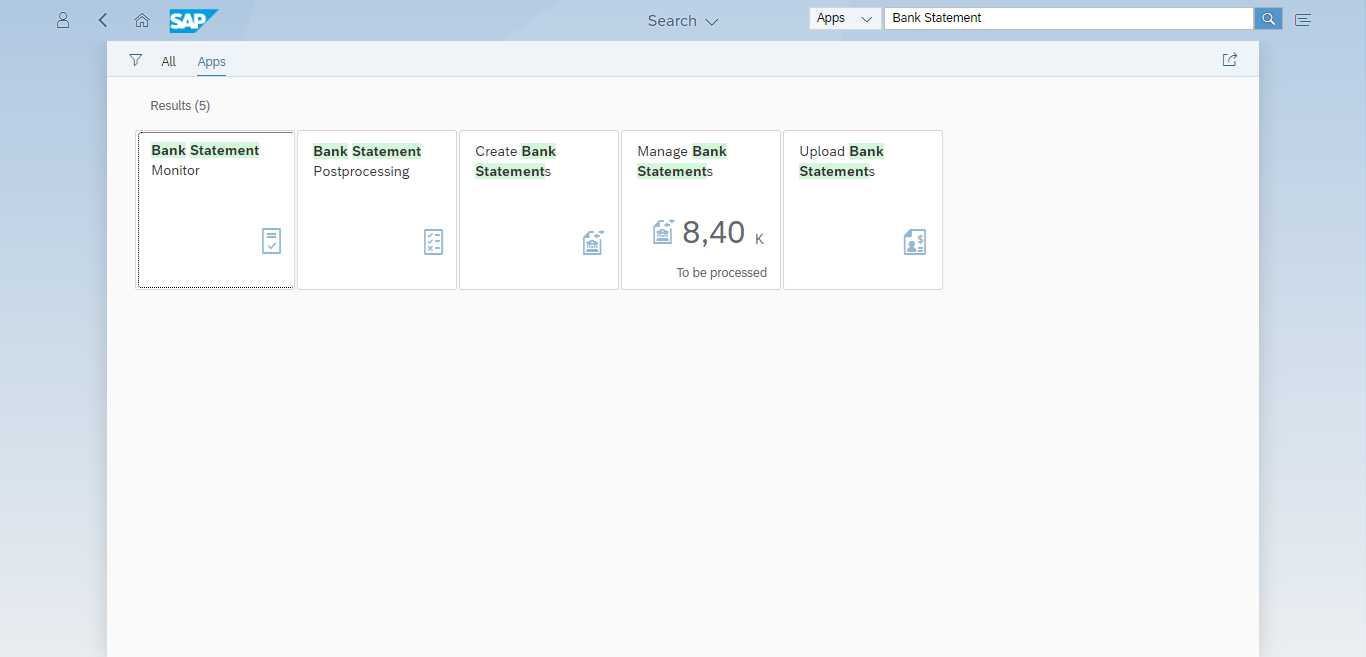 SAP
Search
Apps
Bank Statement
All
Apps
Results (5)
Bank Statement
Monitor
Bank Statement
Postprocessing
Create Bank
Statements
Manage Bank
Statements
8,40 K
To be processed
Upload Bank
Statements